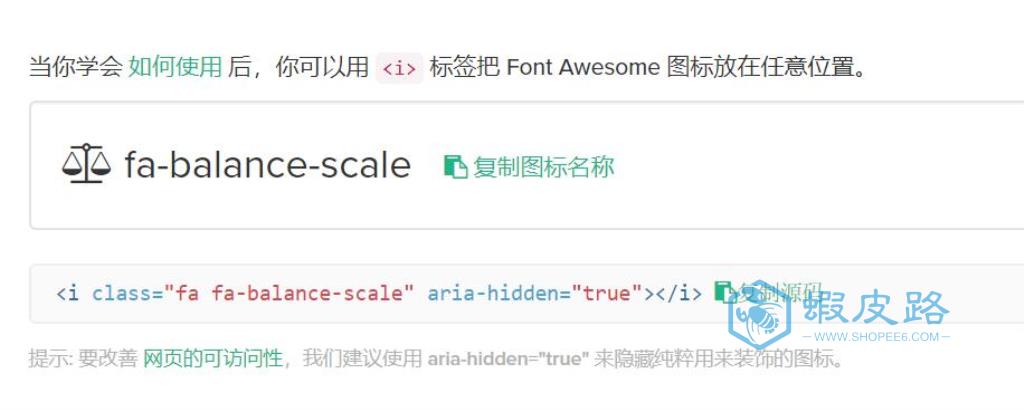 当你学会 如何使用 后，你可以用 <i> 标签把 Font Awesome 图标放在任意位置。
fa-balance-scale 复制图标名称
<i class="fa fa-balance-scale" aria-hidden="true"></i> 复制源码
虾皮路
WWW.SHOPEE6.COM
提示: 要改善 网页的可访问性，我们建议使用 aria-hidden="true" 来隐藏纯粹用来装饰的图标。